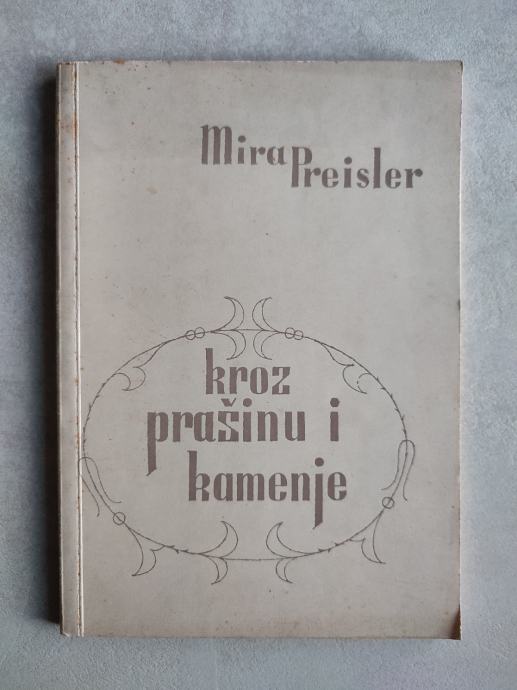 Mira Preisler
kroz
prašinu i
kamenje